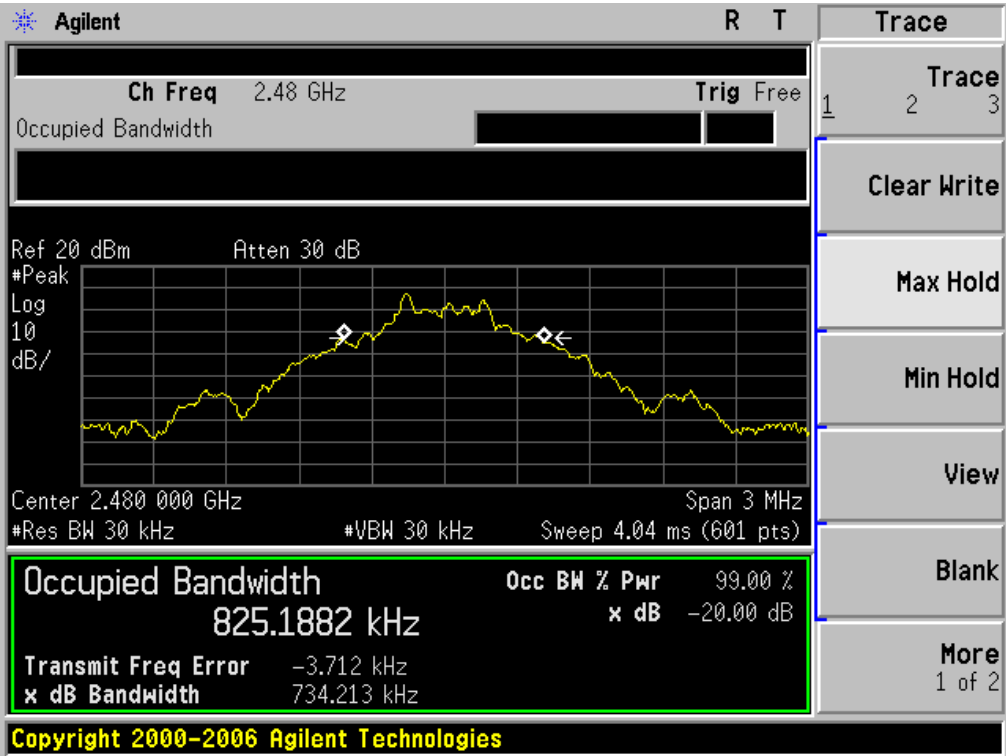 Agilent R T Trace
Ch Freq 2.48 GHz Trig Free
Occupied Bandwidth
Trace
1 2 3
Clear Write
Max Hold
Min Hold
View
Blank
More
1 of 2
Ref 20 dBm Atten 30 dB
#Peak
Log
10
dB/
Center 2.480 000 GHz Span 3 MHz
#Res BW 30 kHz #VBW 30 kHz Sweep 4.04 ms (601 pts)
Occupied Bandwidth Occ BW % Pwr 99.00 %
825.1882 kHz x dB -20.00 dB
Transmit Freq Error -3.712 kHz
x dB Bandwidth 734.213 kHz
Copyright 2000-2006 Agilent Technologies